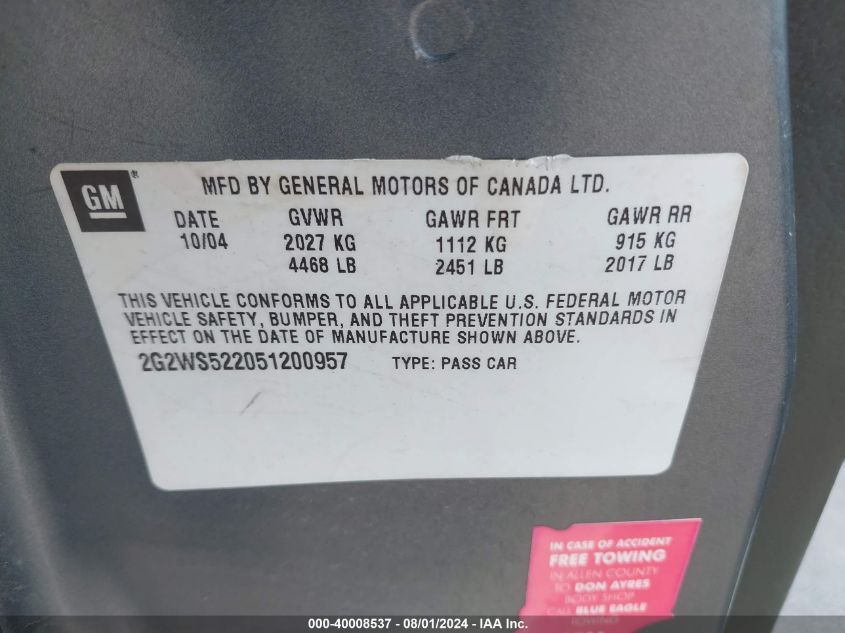 GM®
MFD BY GENERAL MOTORS OF CANADA LTD.
DATE GVWR GAWR FRT GAWR RR
10/04 2027 KG 1112 KG 915 KG
4468 LB 2451 LB 2017 LB
THIS VEHICLE CONFORMS TO ALL APPLICABLE U.S. FEDERAL MOTOR
VEHICLE SAFETY, BUMPER, AND THEFT PREVENTION STANDARDS IN
EFFECT ON THE DATE OF MANUFACTURE SHOWN ABOVE.
2G2WS522051200957 TYPE: PASS CAR
IN CASE OF ACCIDENT
FREE TOWING
IN ALLEN COUNTY
TO DON AYRES
BODY SHOP
CALL BLUE EAGLE
TOWING
000-40008537 - 08/01/2024 - IAA Inc.